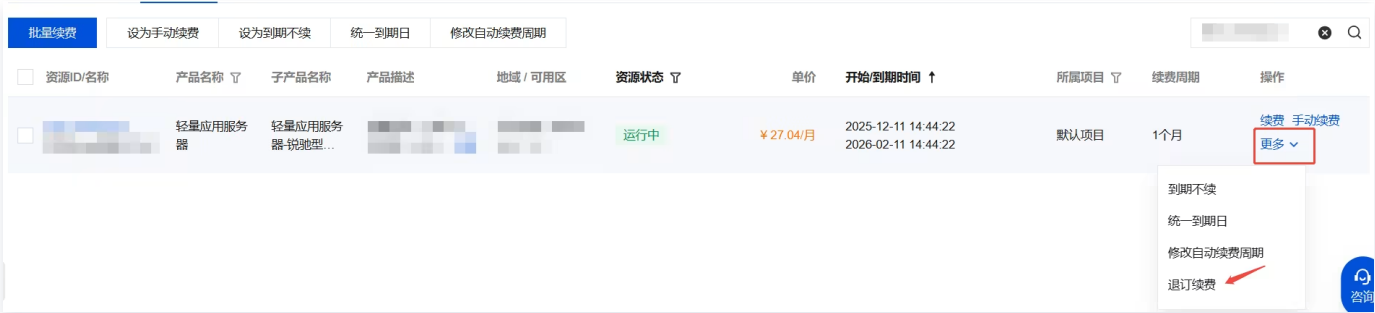 批量续费 设为手动续费 设为到期不续 统一到期日 修改自动续费周期
资源ID/名称 产品名称 子产品名称 产品描述 地域 / 可用区 资源状态 单价 开始/到期时间 ↑ 所属项目 续费周期 操作
轻量应用服务器 轻量应用服务器-锐驰型... 运行中 ¥27.04/月 2025-12-11 14:44:22 默认项目 1个月 续费 手动续费
2026-02-11 14:44:22 更多
到期不续
统一到期日
修改自动续费周期
退订续费
咨询